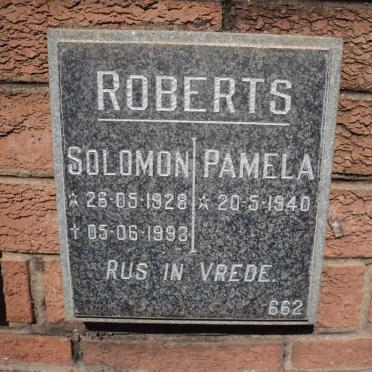 ROBERTS
SOLOMON PAMELA
☆ 26·05·1928 ☆ 20·5·1940
† 05·06·1993
RUS IN VREDE.
662